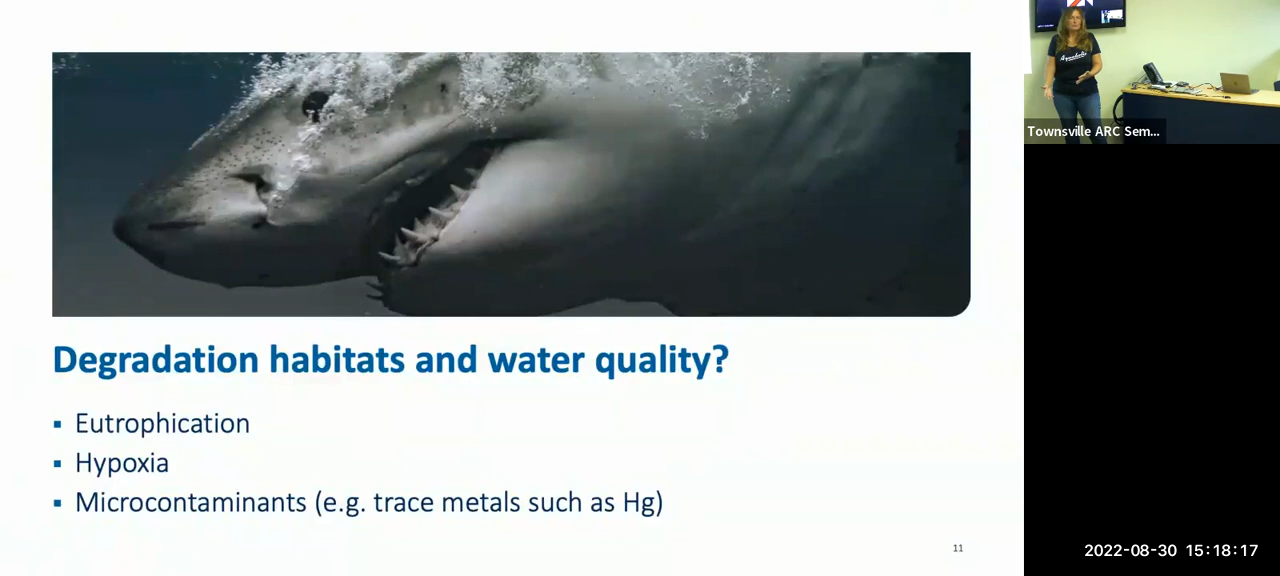 Degradation habitats and water quality?
▪ Eutrophication
▪ Hypoxia
▪ Microcontaminants (e.g. trace metals such as Hg)
11
Townsville ARC Sem...
2022-08-30 15:18:17